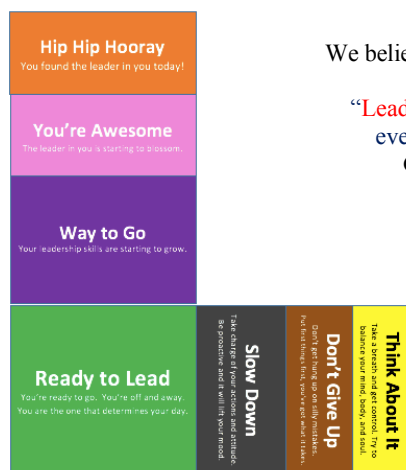 Hip Hip Hooray
You found the leader in you today!
We belie
You're Awesome
The leader in you is starting to blossom.
"Lead
eve
Way to Go
Your leadership skills are starting to grow.
Ready to Lead
You're ready to go. You're off and away.
You are the one that determines your day.
Slow Down
Take charge of your actions and attitude.
Be proactive and it will lift your mood.
Don't Give Up
Don't get hung up on silly mistakes.
Put first things first, you've got what it takes.
Think About It
Take a breath and get control. Try to
balance your mind, body, and soul.